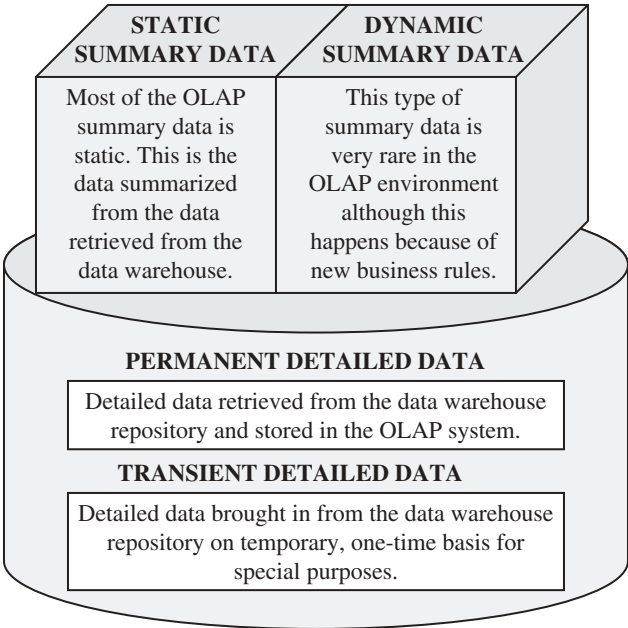 STATIC
SUMMARY DATA
Most of the OLAP
summary data is
static. This is the
data summarized
from the data
retrieved from the
data warehouse.
DYNAMIC
SUMMARY DATA
This type of
summary data is
very rare in the
OLAP environment
although this
happens because of
new business rules.
PERMANENT DETAILED DATA
Detailed data retrieved from the data warehouse
repository and stored in the OLAP system.
TRANSIENT DETAILED DATA
Detailed data brought in from the data warehouse
repository on temporary, one-time basis for
special purposes.